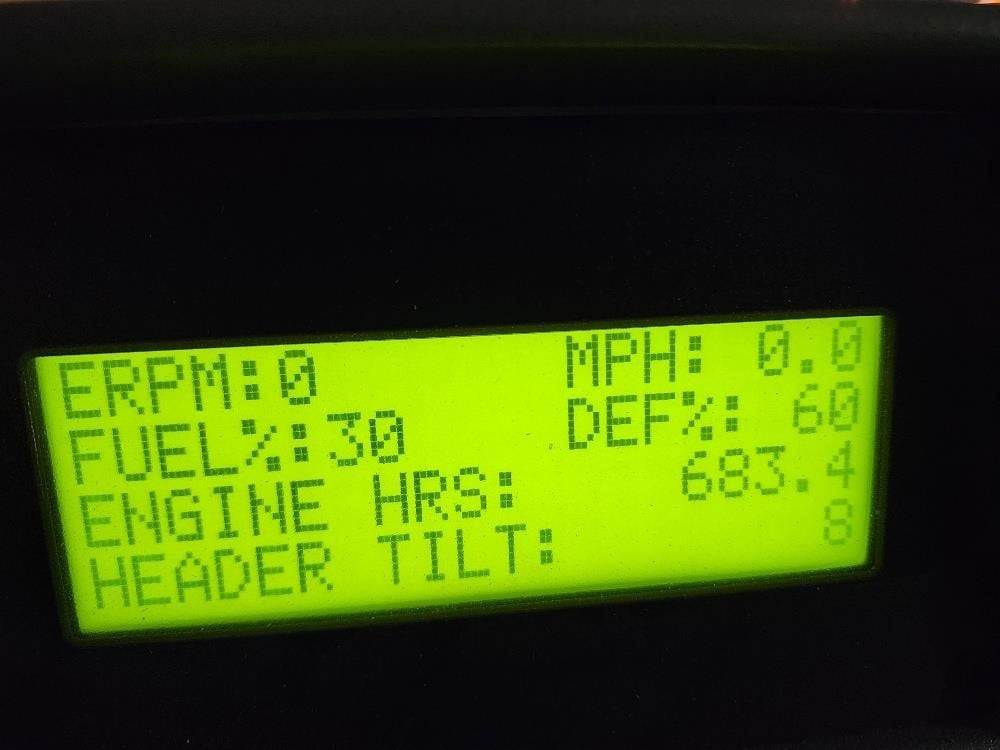 ERPM:0 MPH: 0.0
FUEL%:30 DEF%: 60
ENGINE HRS: 683.4
HEADER TILT: 8